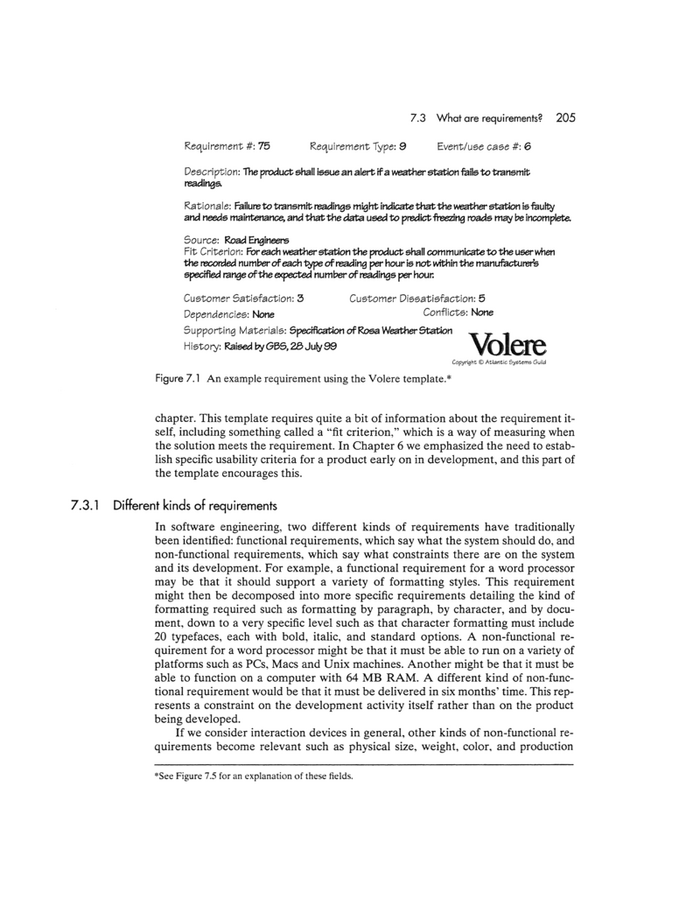 7.3 What are requirements? 205
Requirement #: 75 Requirement Type: 9 Event/use case #: 6
Description: The product shall issue an alert if a weather station fails to transmit
readings.
Rationale: Failure to transmit readings might indicate that the weather station is faulty
and needs maintenance, and that the data used to predict freezing roads may be incomplete.
Source: Road Engineers
Fit Criterion: For each weather station the product shall communicate to the user when
the recorded number of each type of reading per hour is not within the manufacturer's
specified range of the expected number of readings per hour.
Customer Satisfaction: 3 Customer Dissatisfaction: 5
Dependencies: None Conflicts: None
Supporting Materials: Specification of Rosa Weather Station
History: Raised by GBS, 28 July 99
Volere
Copyright © Atlantic Systems Guild
Figure 7.1 An example requirement using the Volere template.*
chapter. This template requires quite a bit of information about the requirement it-
self, including something called a “fit criterion,” which is a way of measuring when
the solution meets the requirement. In Chapter 6 we emphasized the need to estab-
lish specific usability criteria for a product early on in development, and this part of
the template encourages this.
7.3.1 Different kinds of requirements
In software engineering, two different kinds of requirements have traditionally
been identified: functional requirements, which say what the system should do, and
non-functional requirements, which say what constraints there are on the system
and its development. For example, a functional requirement for a word processor
may be that it should support a variety of formatting styles. This requirement
might then be decomposed into more specific requirements detailing the kind of
formatting required such as formatting by paragraph, by character, and by docu-
ment, down to a very specific level such as that character formatting must include
20 typefaces, each with bold, italic, and standard options. A non-functional re-
quirement for a word processor might be that it must be able to run on a variety of
platforms such as PCs, Macs and Unix machines. Another might be that it must be
able to function on a computer with 64 MB RAM. A different kind of non-func-
tional requirement would be that it must be delivered in six months’ time. This rep-
resents a constraint on the development activity itself rather than on the product
being developed.
If we consider interaction devices in general, other kinds of non-functional re-
quirements become relevant such as physical size, weight, color, and production
*See Figure 7.5 for an explanation of these fields.